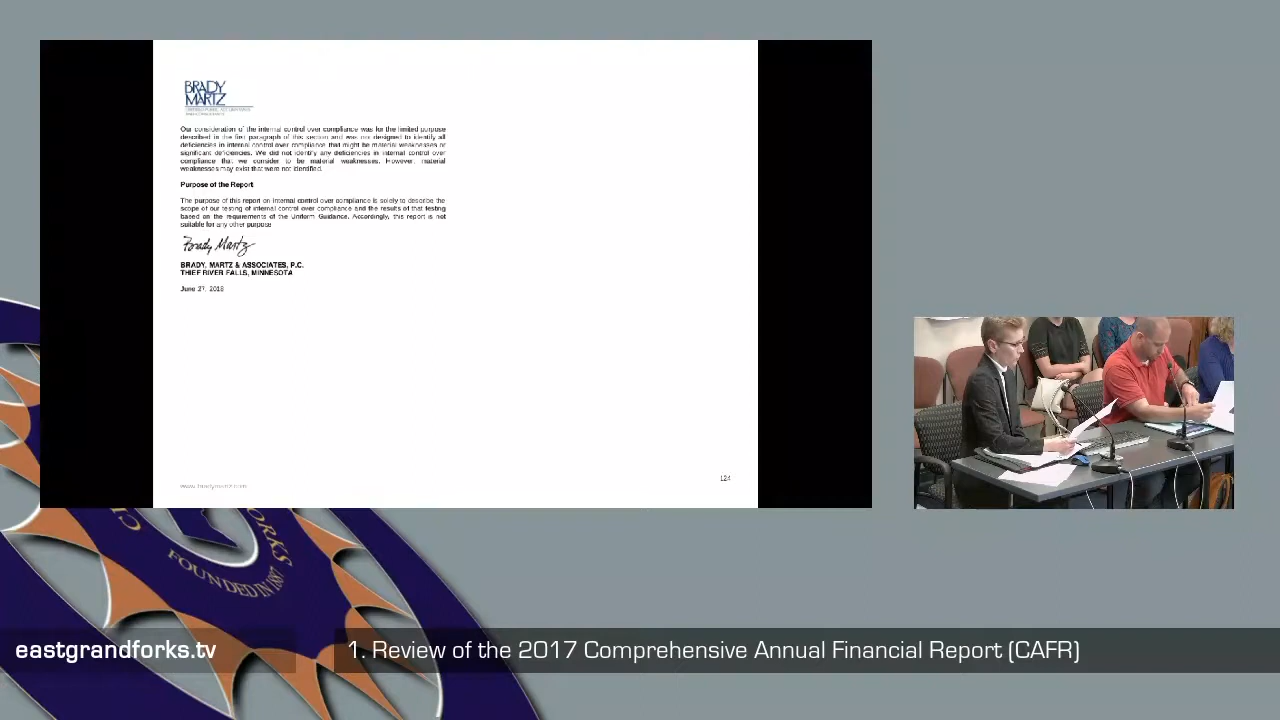 BRADY
MARTZ
Our consideration of the internal control over compliance was for the limited purpose
described in the first paragraph of this section and was not designed to identify all
deficiencies in internal control over compliance that might be material weaknesses or
significant deficiencies. We did not identify any deficiencies in internal control over
compliance that we consider to be material weaknesses. However, material
weaknesses may exist that were not identified.
Purpose of the Report
The purpose of this report on internal control over compliance is solely to describe the
scope of our testing of internal control over compliance and the results of that testing
based on the requirements of the Uniform Guidance. Accordingly, this report is not
suitable for any other purpose
Brady Martz
BRADY, MARTZ & ASSOCIATES, P.C.
THIEF RIVER FALLS, MINNESOTA
June 27, 2018
www.bradymartz.com
124
FORKS
FOUNDED IN 1887
eastgrandforks.tv
1. Review of the 2017 Comprehensive Annual Financial Report (CAFR)